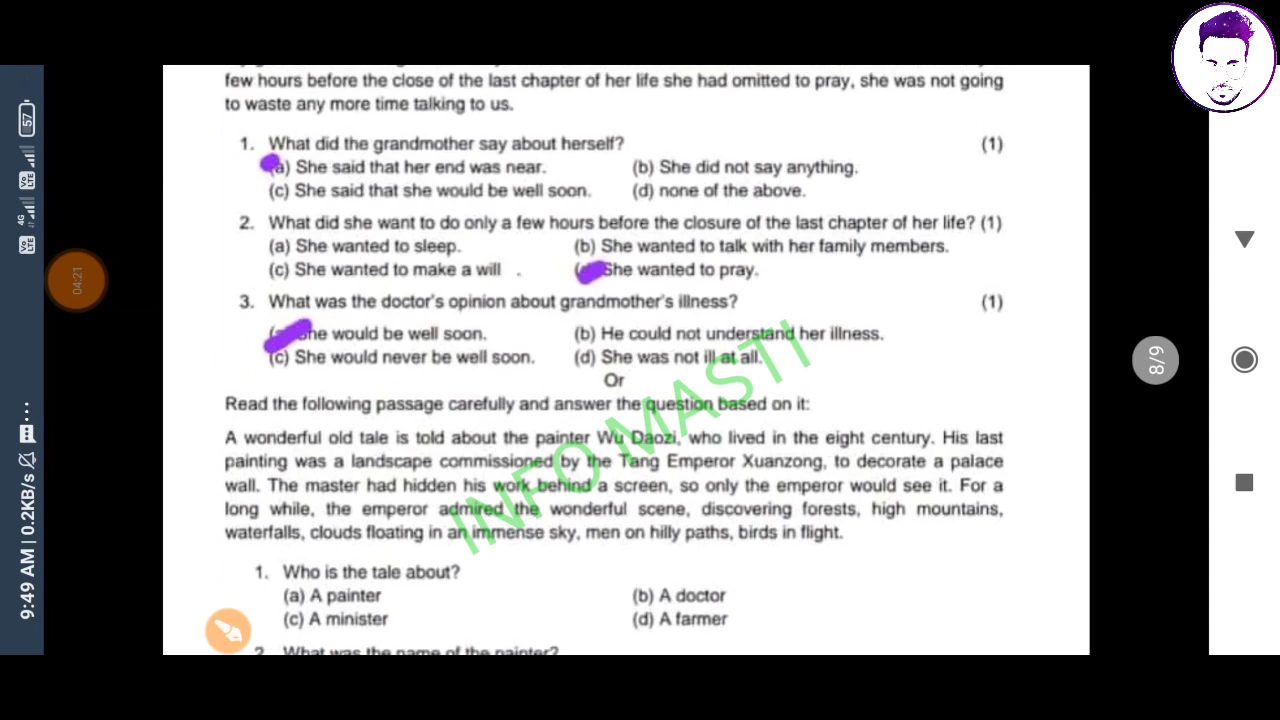 few hours before the close of the last chapter of her life she had omitted to pray, she was not going
to waste any more time talking to us.
1. What did the grandmother say about herself? (1)
a) She said that her end was near. (b) She did not say anything.
(c) She said that she would be well soon. (d) none of the above.
2. What did she want to do only a few hours before the closure of the last chapter of her life? (1)
(a) She wanted to sleep. (b) She wanted to talk with her family members.
(c) She wanted to make a will . ( She wanted to pray.
3. What was the doctor's opinion about grandmother's illness? (1)
( he would be well soon. (b) He could not understand her illness.
(c) She would never be well soon. (d) She was not ill at all.
Or
Read the following passage carefully and answer the question based on it:
A wonderful old tale is told about the painter Wu Daozi, who lived in the eight century. His last
painting was a landscape commissioned by the Tang Emperor Xuanzong, to decorate a palace
wall. The master had hidden his work behind a screen, so only the emperor would see it. For a
long while, the emperor admired the wonderful scene, discovering forests, high mountains,
waterfalls, clouds floating in an immense sky, men on hilly paths, birds in flight.
1. Who is the tale about?
(a) A painter (b) A doctor
(c) A minister (d) A farmer
2. What was the name of the painter?
INFO MASTI
04:21
8/9
9:49 AM | 0.2KB/s
4G
57